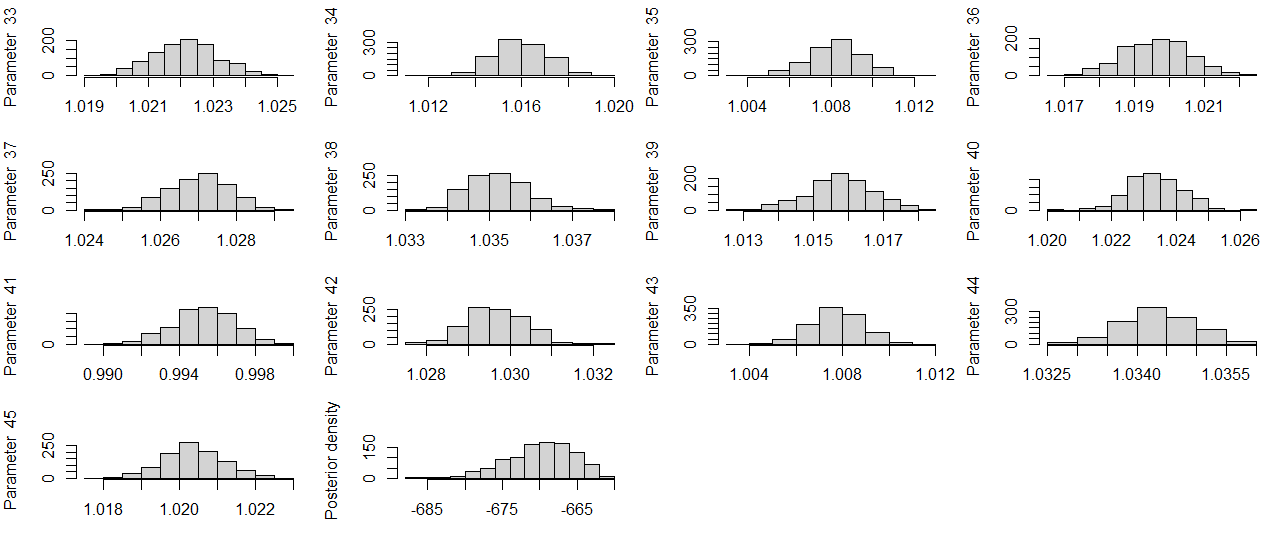 Parameter 33
0 200
1.019 1.021 1.023 1.025
Parameter 34
0 300
1.012 1.016 1.020
Parameter 35
0 300
1.004 1.008 1.012
Parameter 36
0 200
1.017 1.019 1.021
Parameter 37
0 250
1.024 1.026 1.028
Parameter 38
0 250
1.033 1.035 1.037
Parameter 39
0 200
1.013 1.015 1.017
Parameter 40
0
1.020 1.022 1.024 1.026
Parameter 41
0
0.990 0.994 0.998
Parameter 42
0 250
1.028 1.030 1.032
Parameter 43
0 350
1.004 1.008 1.012
Parameter 44
0 300
1.0325 1.0340 1.0355
Parameter 45
0 250
1.018 1.020 1.022
Posterior density
0 150
-685 -675 -665